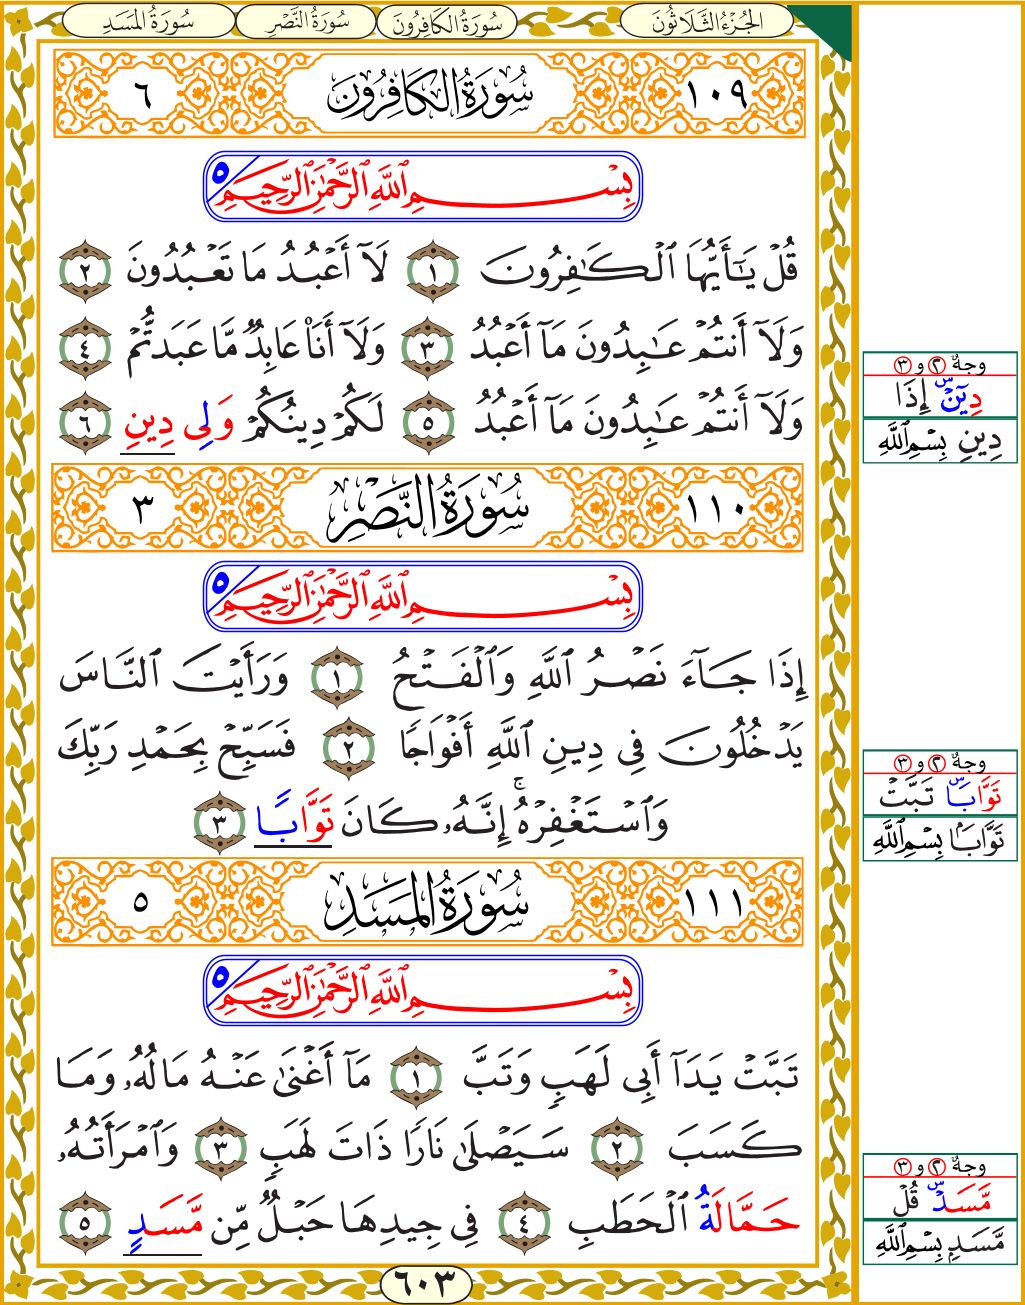 الجُزْءُ الثَّلَاثُونَ سُورَةُ الكَافِرُونَ سُورَةُ النَّصْرِ سُورَةُ المَسَدِ
١٠٩ سُورَةُ الكَافِرُونَ ٦
بِسْمِ ٱللَّهِ ٱلرَّحْمَٰنِ ٱلرَّحِيمِ ٥
قُلْ يَٰٓأَيُّهَا ٱلْكَٰفِرُونَ ١ لَآ أَعْبُدُ مَا تَعْبُدُونَ ٢
وَلَآ أَنتُمْ عَٰبِدُونَ مَآ أَعْبُدُ ٣ وَلَآ أَنَا۠ عَابِدٌ مَّا عَبَدتُّمْ ٤
وَلَآ أَنتُمْ عَٰبِدُونَ مَآ أَعْبُدُ ٥ لَكُمْ دِينُكُمْ وَلِى دِينِ ٦
وجهٌ ٢ و ٣
دِينِۜ إِذَا
دِينِ بِسْمِ ٱللَّهِ
١١٠ سُورَةُ النَّصْرِ ٣
بِسْمِ ٱللَّهِ ٱلرَّحْمَٰنِ ٱلرَّحِيمِ ٥
إِذَا جَآءَ نَصْرُ ٱللَّهِ وَٱلْفَتْحُ ١ وَرَأَيْتَ ٱلنَّاسَ
يَدْخُلُونَ فِى دِينِ ٱللَّهِ أَفْوَاجًا ٢ فَسَبِّحْ بِحَمْدِ رَبِّكَ
وَٱسْتَغْفِرْهُۚ إِنَّهُۥ كَانَ تَوَّابًۢا ٣
وجهٌ ٢ و ٣
تَوَّابَاۜ تَبَّتْ
تَوَّابَۢا بِسْمِ ٱللَّهِ
١١١ سُورَةُ المَسَدِ ٥
بِسْمِ ٱللَّهِ ٱلرَّحْمَٰنِ ٱلرَّحِيمِ ٥
تَبَّتْ يَدَآ أَبِى لَهَبٍ وَتَبَّ ١ مَآ أَغْنَىٰ عَنْهُ مَالُهُۥ وَمَا
كَسَبَ ٢ سَيَصْلَىٰ نَارًا ذَاتَ لَهَبٍ ٣ وَٱمْرَأَتُهُۥ
حَمَّالَةُ ٱلْحَطَبِ ٤ فِى جِيدِهَا حَبْلٌ مِّن مَّسَدٍ ٥
وجهٌ ٢ و ٣
مَّسَدْۜ قُلْ
مَّسَدٍۭ بِسْمِ ٱللَّهِ
٦٠٣